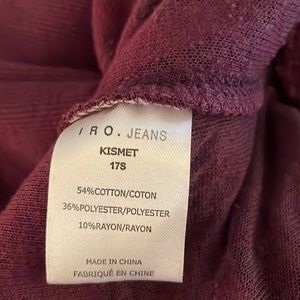 IRO. JEANS
KISMET
17S
54%COTTON/COTON
36%POLYESTER/POLYESTER
10%RAYON/RAYON
MADE IN CHINA
FABRIQUÉ EN CHINE